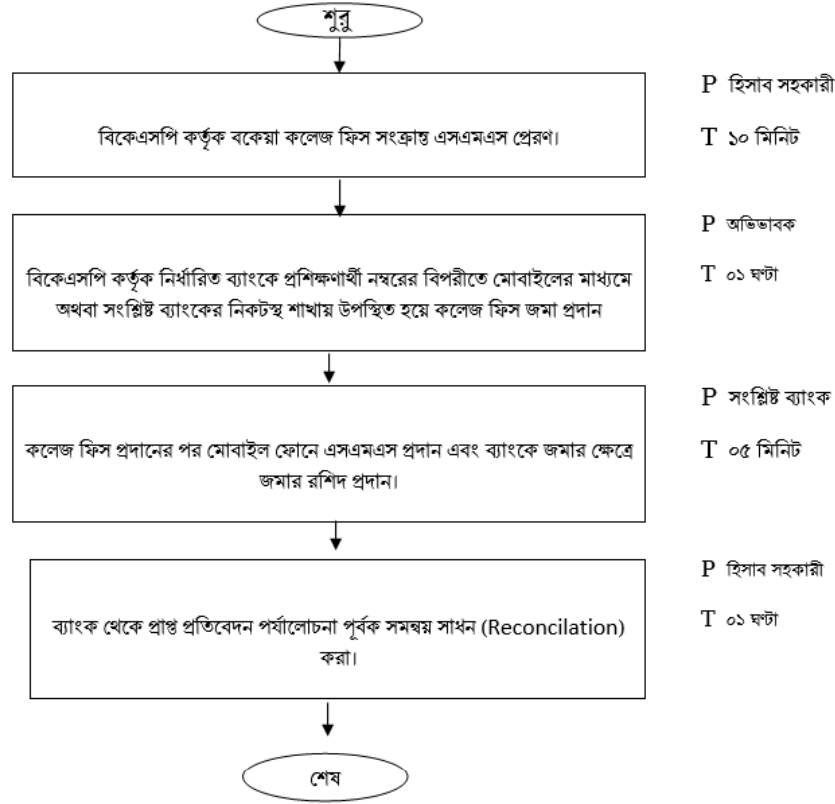 শুরু
বিকেএসপি কর্তৃক বকেয়া কলেজ ফিস সংক্রান্ত এসএমএস প্রেরণ।
P হিসাব সহকারী
T ১০ মিনিট
বিকেএসপি কর্তৃক নির্ধারিত ব্যাংকে প্রশিক্ষণার্থী নম্বরের বিপরীতে মোবাইলের মাধ্যমে
অথবা সংশ্লিষ্ট ব্যাংকের নিকটস্থ শাখায় উপস্থিত হয়ে কলেজ ফিস জমা প্রদান
P অভিভাবক
T ০১ ঘণ্টা
কলেজ ফিস প্রদানের পর মোবাইল ফোনে এসএমএস প্রদান এবং ব্যাংকে জমার ক্ষেত্রে
জমার রশিদ প্রদান।
P সংশ্লিষ্ট ব্যাংক
T ০৫ মিনিট
ব্যাংক থেকে প্রাপ্ত প্রতিবেদন পর্যালোচনা পূর্বক সমন্বয় সাধন (Reconcilation)
করা।
P হিসাব সহকারী
T ০১ ঘণ্টা
শেষ